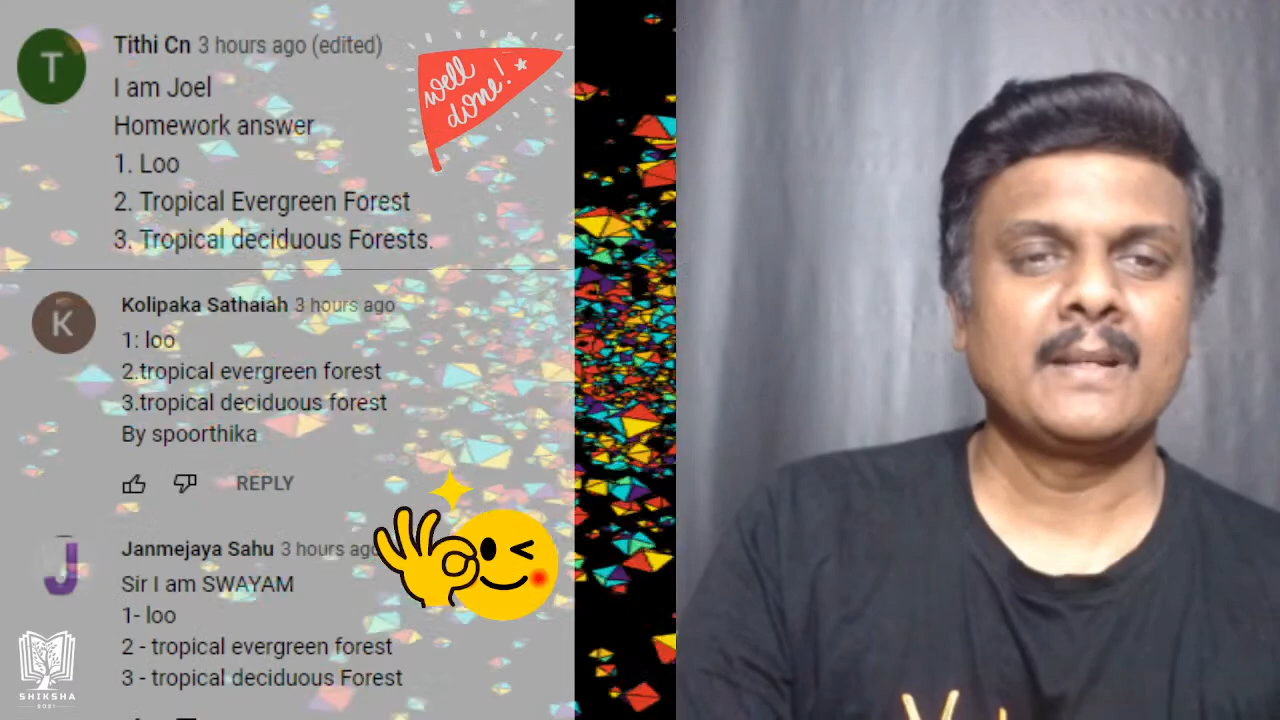 T
Tithi Cn 3 hours ago (edited)
I am Joel
Homework answer
1. Loo
2. Tropical Evergreen Forest
3. Tropical deciduous Forests.
well
done!
K
Kolipaka Sathaiah 3 hours ago
1: loo
2.tropical evergreen forest
3.tropical deciduous forest
By spoorthika
REPLY
J
Janmejaya Sahu 3 hours ago
Sir I am SWAYAM
1- loo
2 - tropical evergreen forest
3 - tropical deciduous Forest
SHIKSHA